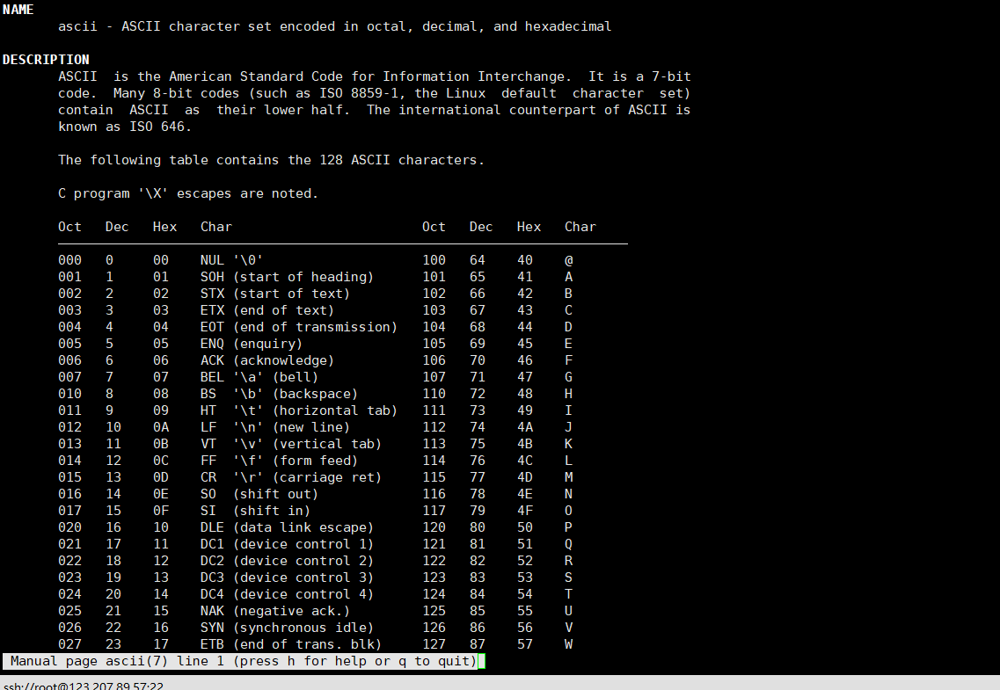 NAME
ascii - ASCII character set encoded in octal, decimal, and hexadecimal
DESCRIPTION
ASCII is the American Standard Code for Information Interchange. It is a 7-bit
code. Many 8-bit codes (such as ISO 8859-1, the Linux default character set)
contain ASCII as their lower half. The international counterpart of ASCII is
known as ISO 646.
The following table contains the 128 ASCII characters.
C program '\X' escapes are noted.
Oct Dec Hex Char Oct Dec Hex Char
000 0 00 NUL '\0' 100 64 40 @
001 1 01 SOH (start of heading) 101 65 41 A
002 2 02 STX (start of text) 102 66 42 B
003 3 03 ETX (end of text) 103 67 43 C
004 4 04 EOT (end of transmission) 104 68 44 D
005 5 05 ENQ (enquiry) 105 69 45 E
006 6 06 ACK (acknowledge) 106 70 46 F
007 7 07 BEL '\a' (bell) 107 71 47 G
010 8 08 BS '\b' (backspace) 110 72 48 H
011 9 09 HT '\t' (horizontal tab) 111 73 49 I
012 10 0A LF '\n' (new line) 112 74 4A J
013 11 0B VT '\v' (vertical tab) 113 75 4B K
014 12 0C FF '\f' (form feed) 114 76 4C L
015 13 0D CR '\r' (carriage ret) 115 77 4D M
016 14 0E SO (shift out) 116 78 4E N
017 15 0F SI (shift in) 117 79 4F O
020 16 10 DLE (data link escape) 120 80 50 P
021 17 11 DC1 (device control 1) 121 81 51 Q
022 18 12 DC2 (device control 2) 122 82 52 R
023 19 13 DC3 (device control 3) 123 83 53 S
024 20 14 DC4 (device control 4) 124 84 54 T
025 21 15 NAK (negative ack.) 125 85 55 U
026 22 16 SYN (synchronous idle) 126 86 56 V
027 23 17 ETB (end of trans. blk) 127 87 57 W
Manual page ascii(7) line 1 (press h for help or q to quit)
ssh://root@123.207.89.57:22